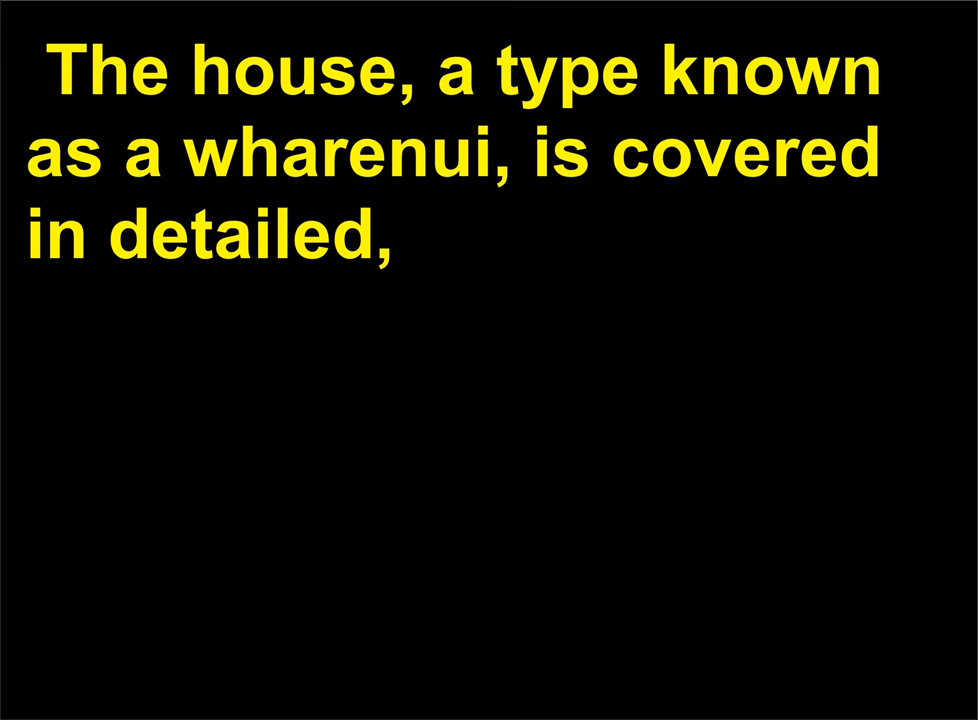 The house, a type known
as a wharenui, is covered
in detailed,